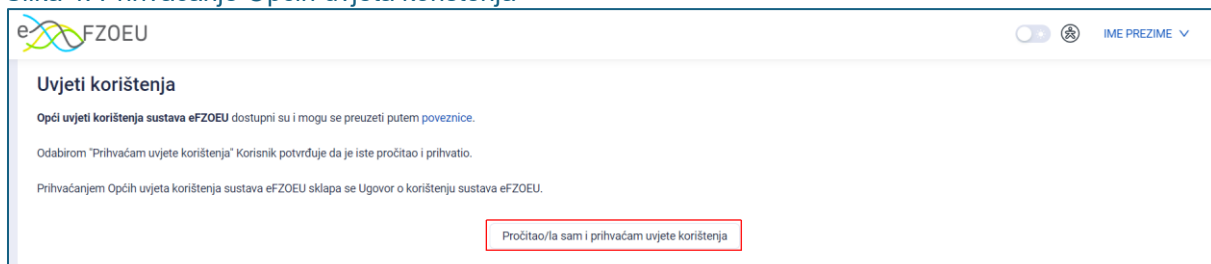 eFZOEU
IME PREZIME
Uvjeti korištenja
Opći uvjeti korištenja sustava eFZOEU dostupni su i mogu se preuzeti putem poveznice.
Odabirom "Prihvaćam uvjete korištenja" Korisnik potvrđuje da je iste pročitao i prihvatio.
Prihvaćanjem Općih uvjeta korištenja sustava eFZOEU sklapa se Ugovor o korištenju sustava eFZOEU.
Pročitao/la sam i prihvaćam uvjete korištenja